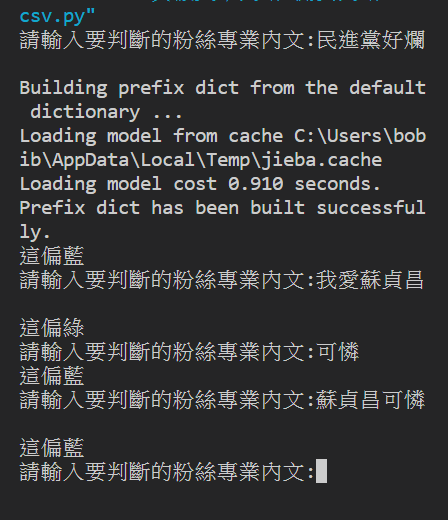 csv.py"
請輸入要判斷的粉絲專業內文:民進黨好爛
Building prefix dict from the default
 dictionary ...
Loading model from cache C:\Users\bob
ib\AppData\Local\Temp\jieba.cache
Loading model cost 0.910 seconds.
Prefix dict has been built successful
ly.
這偏藍
請輸入要判斷的粉絲專業內文:我愛蘇貞昌
這偏綠
請輸入要判斷的粉絲專業內文:可憐
這偏藍
請輸入要判斷的粉絲專業內文:蘇貞昌可憐
這偏藍
請輸入要判斷的粉絲專業內文: